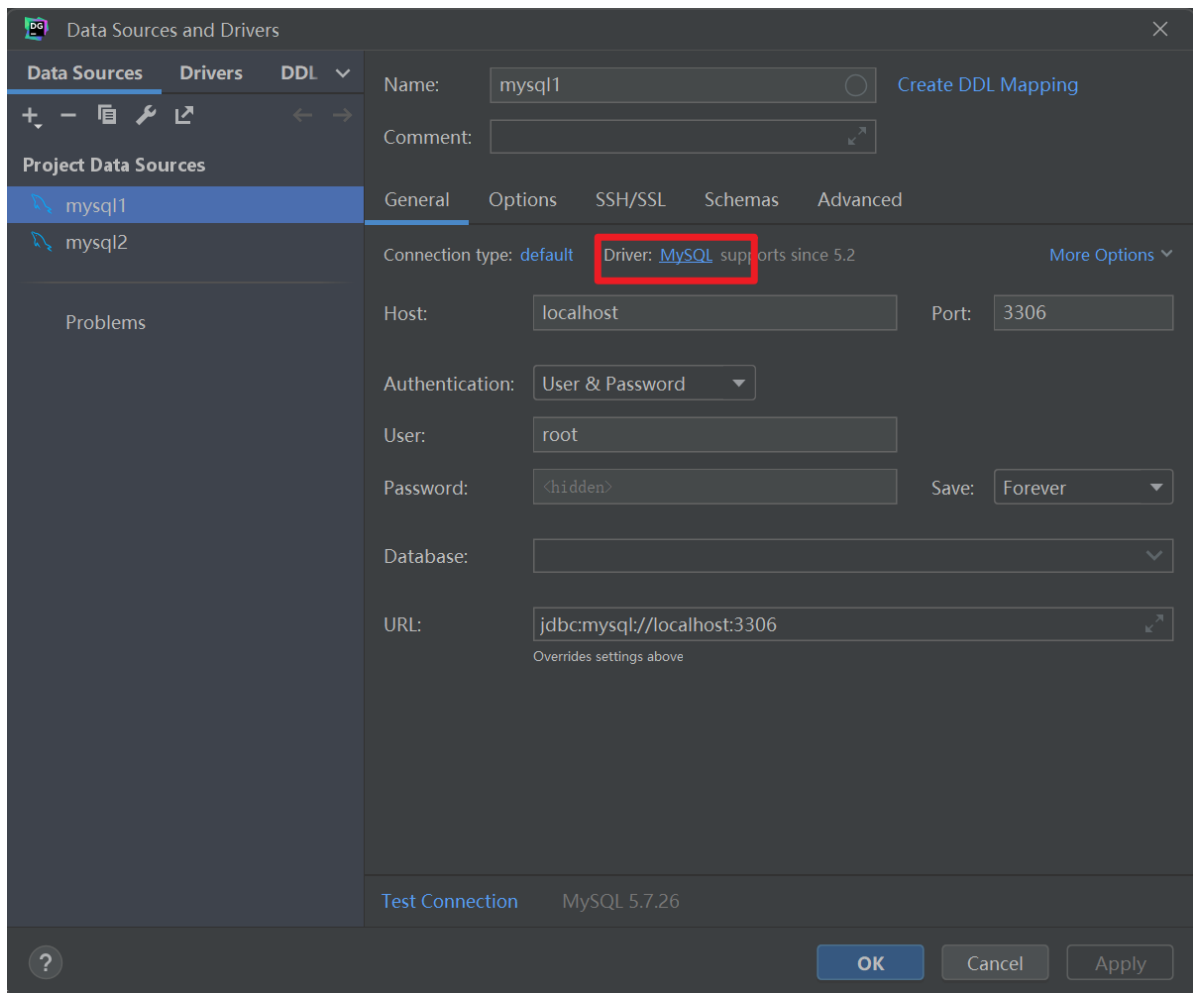 DG Data Sources and Drivers
Data Sources Drivers DDL
Project Data Sources
mysql1
mysql2
Problems
Name: mysql1 Create DDL Mapping
Comment:
General Options SSH/SSL Schemas Advanced
Connection type: default Driver: MySQL supports since 5.2 More Options
Host: localhost Port: 3306
Authentication: User & Password
User: root
Password: <hidden> Save: Forever
Database:
URL: jdbc:mysql://localhost:3306
Overrides settings above
Test Connection MySQL 5.7.26
? OK Cancel Apply